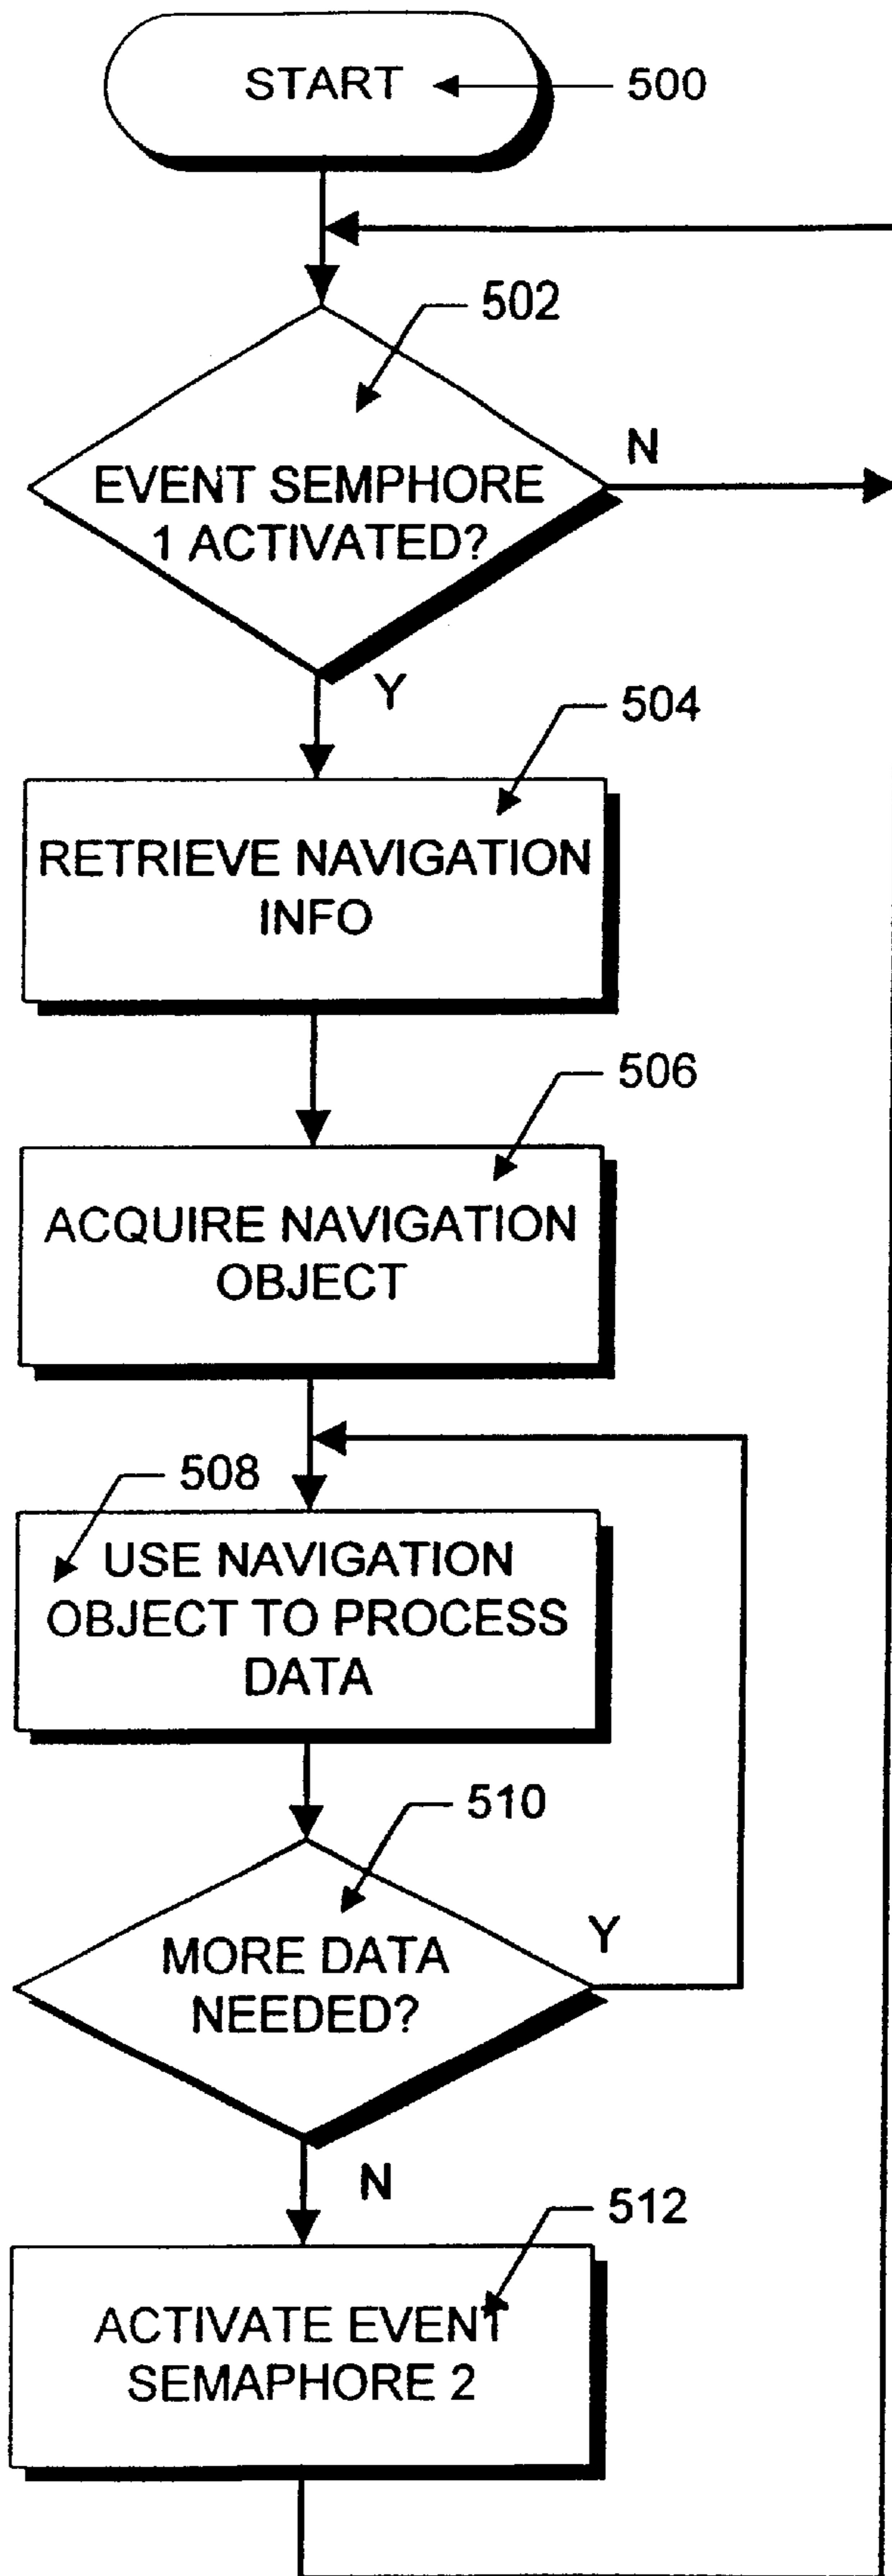 START
500
502
N
EVENT SEMPHORE
1 ACTIVATED?
Y
504
RETRIEVE NAVIGATION
INFO
506
ACQUIRE NAVIGATION
OBJECT
508
USE NAVIGATION
OBJECT TO PROCESS
DATA
510
Y
MORE DATA
NEEDED?
N
512
ACTIVATE EVENT
SEMAPHORE 2